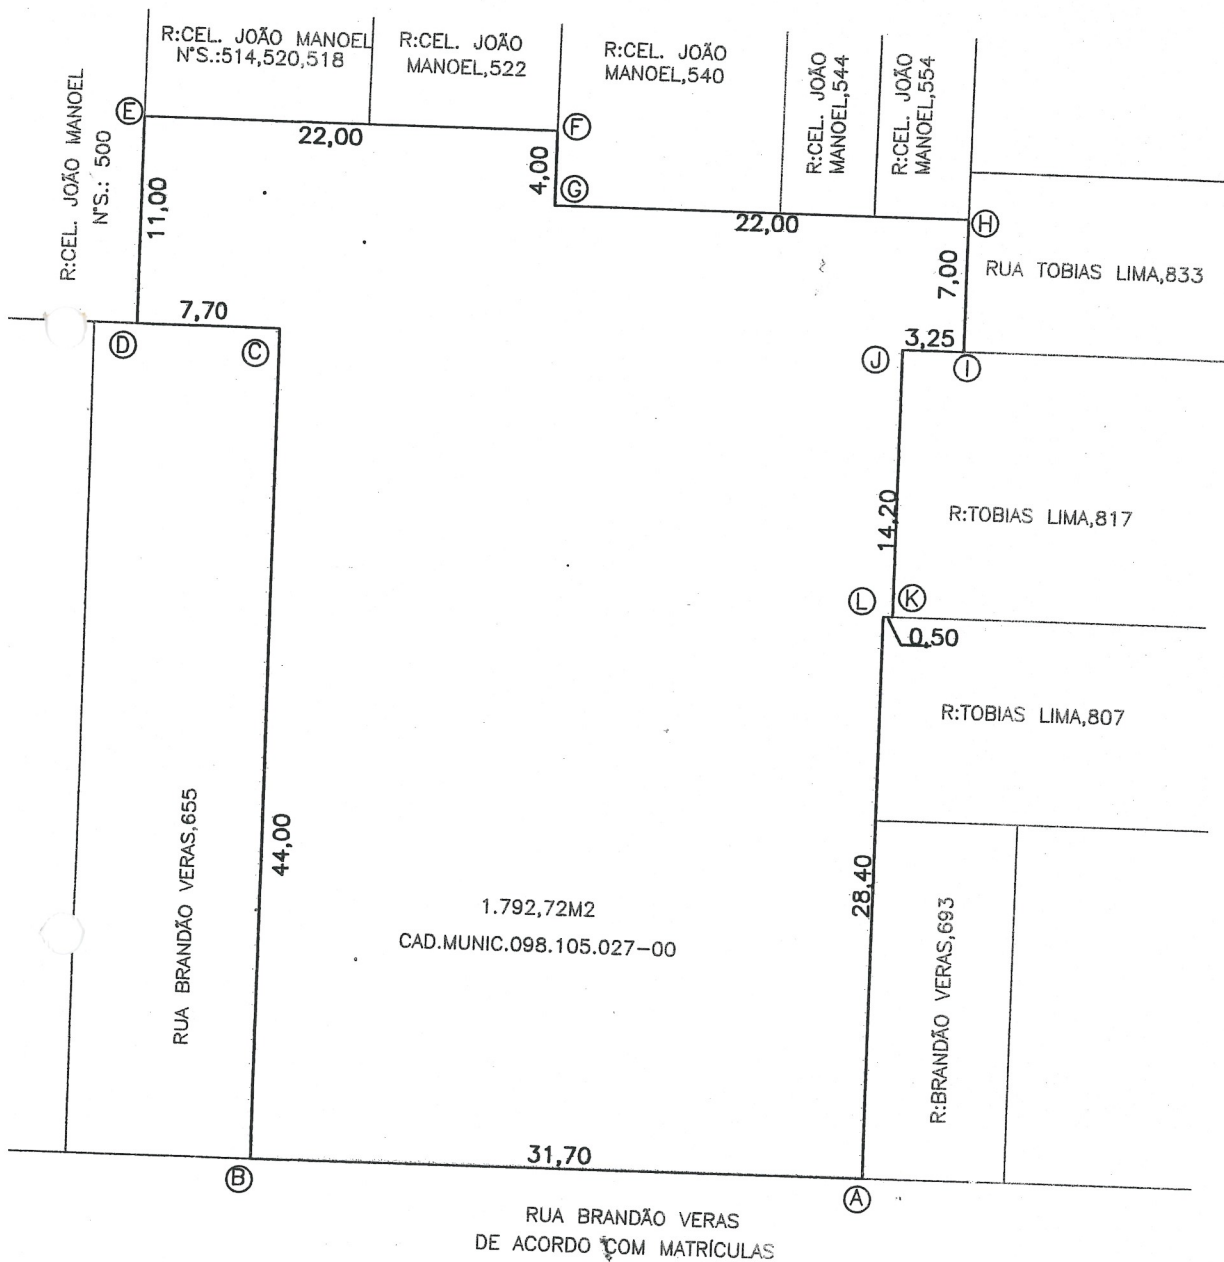 R:CEL. JOÃO MANOEL
N°S.:514,520,518
R:CEL. JOÃO
MANOEL,522
R:CEL. JOÃO
MANOEL,540
R:CEL. JOÃO
MANOEL,544
R:CEL. JOÃO
MANOEL,554
R:CEL. JOÃO MANOEL
N°S.: 500
E
22,00
F
4,00
G
11,00
22,00
H
7,00
RUA TOBIAS LIMA,833
7,70
D
C
3,25
J
I
14,20
R:TOBIAS LIMA,817
L
K
0,50
R:TOBIAS LIMA,807
RUA BRANDÃO VERAS,655
44,00
28,40
1.792,72M2
CAD.MUNIC.098.105.027-00
R:BRANDÃO VERAS,693
31,70
B
A
RUA BRANDÃO VERAS
DE ACORDO COM MATRÍCULAS